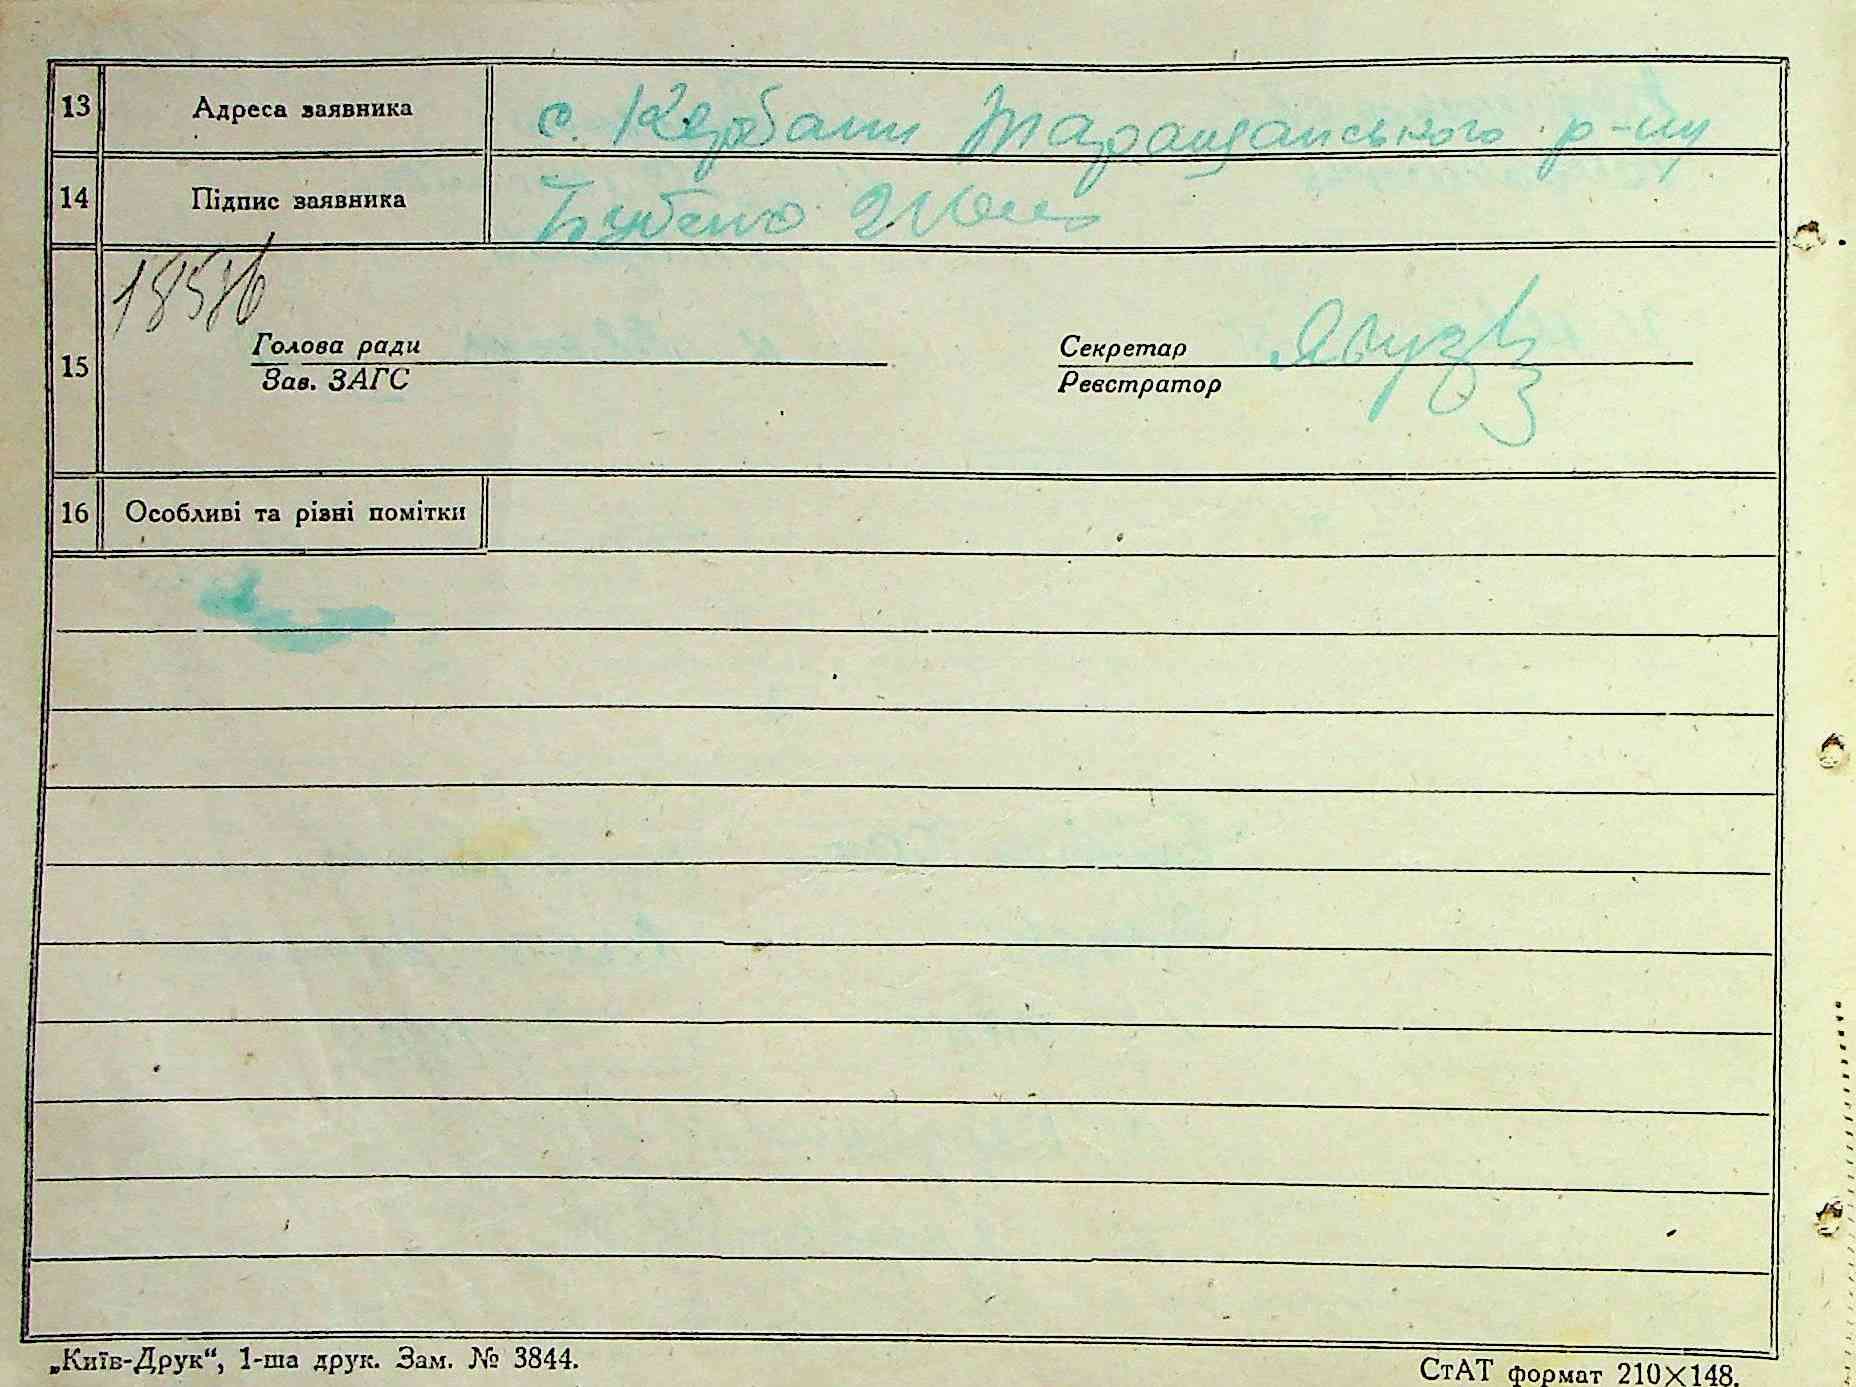 13 Адреса заявника с. Кербани Таращанського р-ну
14 Підпис заявника
15
Голова ради
Зав. ЗАГС
Секретар
Реєстратор
16 Особливі та різні помітки
„Київ-Друк“, 1-ша друк. Зам. № 3844.
СтАТ формат 210×148.